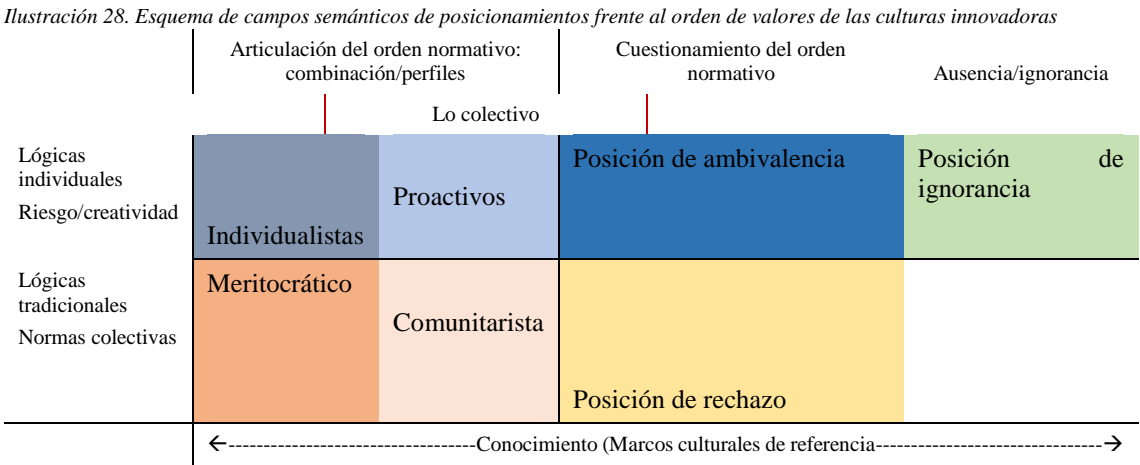 Ilustración 28. Esquema de campos semánticos de posicionamientos frente al orden de valores de las culturas innovadoras
Articulación del orden normativo:
combinación/perfiles
Cuestionamiento del orden
normativo
Ausencia/ignorancia
Lo colectivo
Lógicas
individuales
Riesgo/creatividad
Individualistas
Proactivos
Posición de ambivalencia
Posición de
ignorancia
Lógicas
tradicionales
Normas colectivas
Meritocrático
Comunitarista
Posición de rechazo
←-----------------------------------Conocimiento (Marcos culturales de referencia--------------------------------→